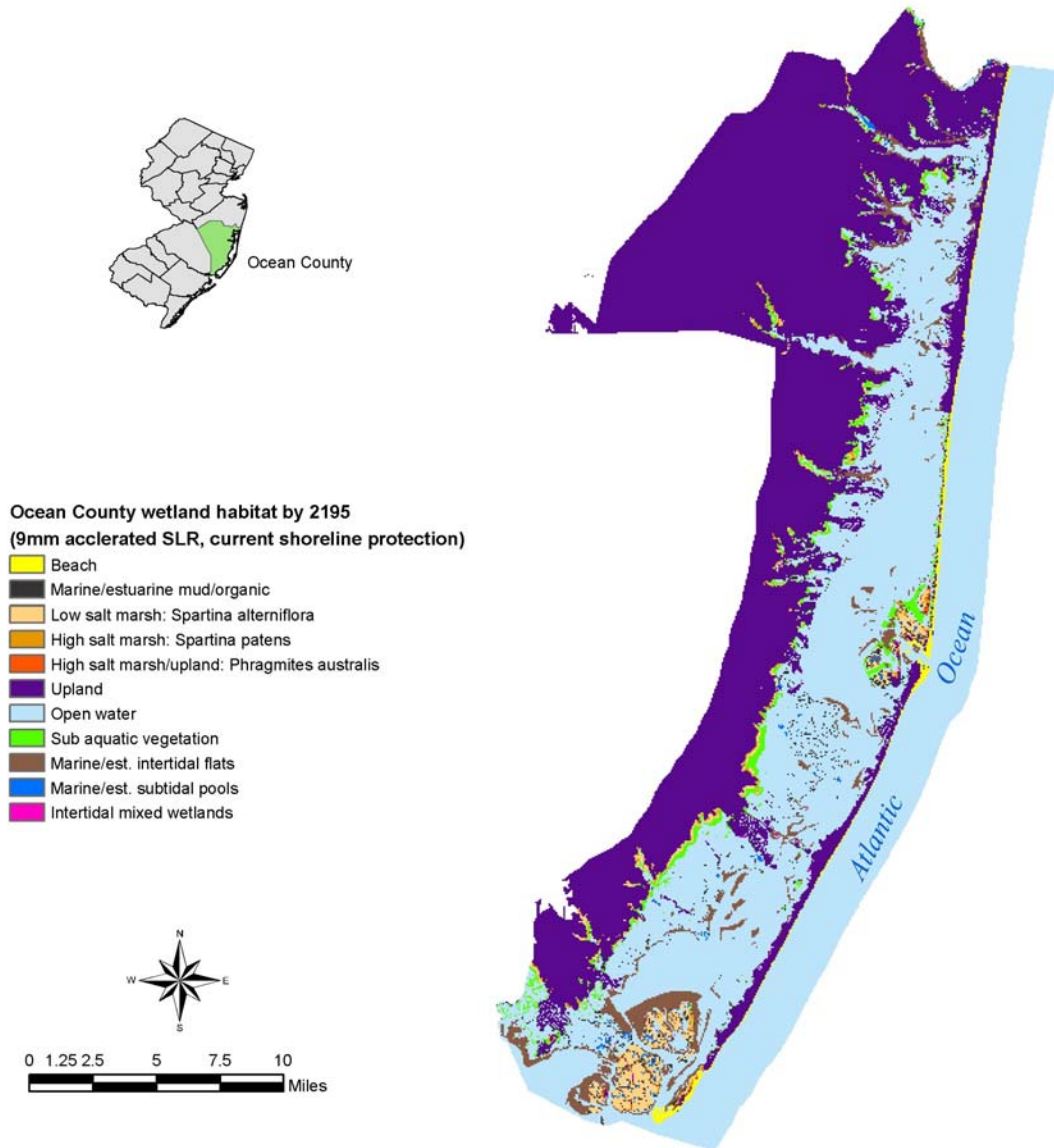 Ocean County
Ocean County wetland habitat by 2195
(9mm acclerated SLR, current shoreline protection)
Beach
Marine/estuarine mud/organic
Low salt marsh: Spartina alterniflora
High salt marsh: Spartina patens
High salt marsh/upland: Phragmites australis
Upland
Open water
Sub aquatic vegetation
Marine/est. intertidal flats
Marine/est. subtidal pools
Intertidal mixed wetlands
Atlantic Ocean
N
W E
S
0 1.25 2.5 5 7.5 10
Miles